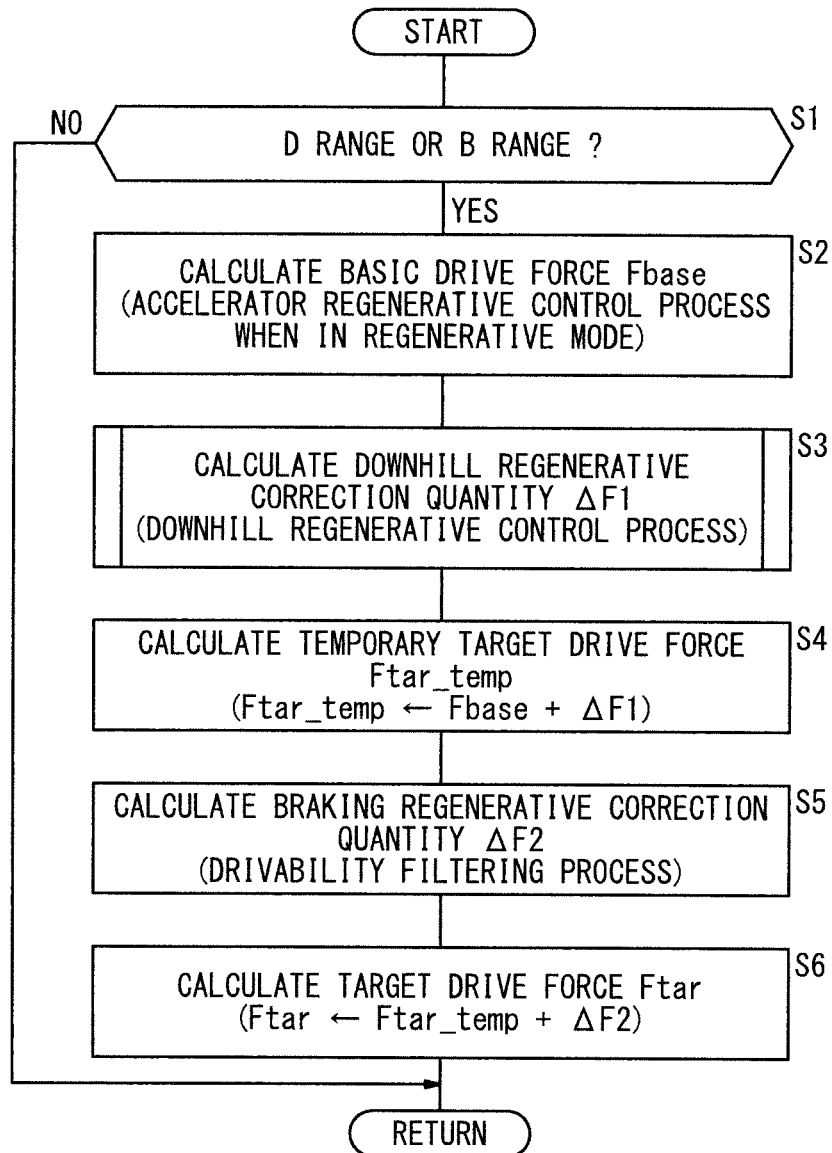 START
NO
D RANGE OR B RANGE ?
S1
YES
S2
CALCULATE BASIC DRIVE FORCE Fbase
(ACCELERATOR REGENERATIVE CONTROL PROCESS
WHEN IN REGENERATIVE MODE)
S3
CALCULATE DOWNHILL REGENERATIVE
CORRECTION QUANTITY ΔF1
(DOWNHILL REGENERATIVE CONTROL PROCESS)
S4
CALCULATE TEMPORARY TARGET DRIVE FORCE
Ftar_temp
(Ftar_temp ← Fbase + ΔF1)
S5
CALCULATE BRAKING REGENERATIVE CORRECTION
QUANTITY ΔF2
(DRIVABILITY FILTERING PROCESS)
S6
CALCULATE TARGET DRIVE FORCE Ftar
(Ftar ← Ftar_temp + ΔF2)
RETURN